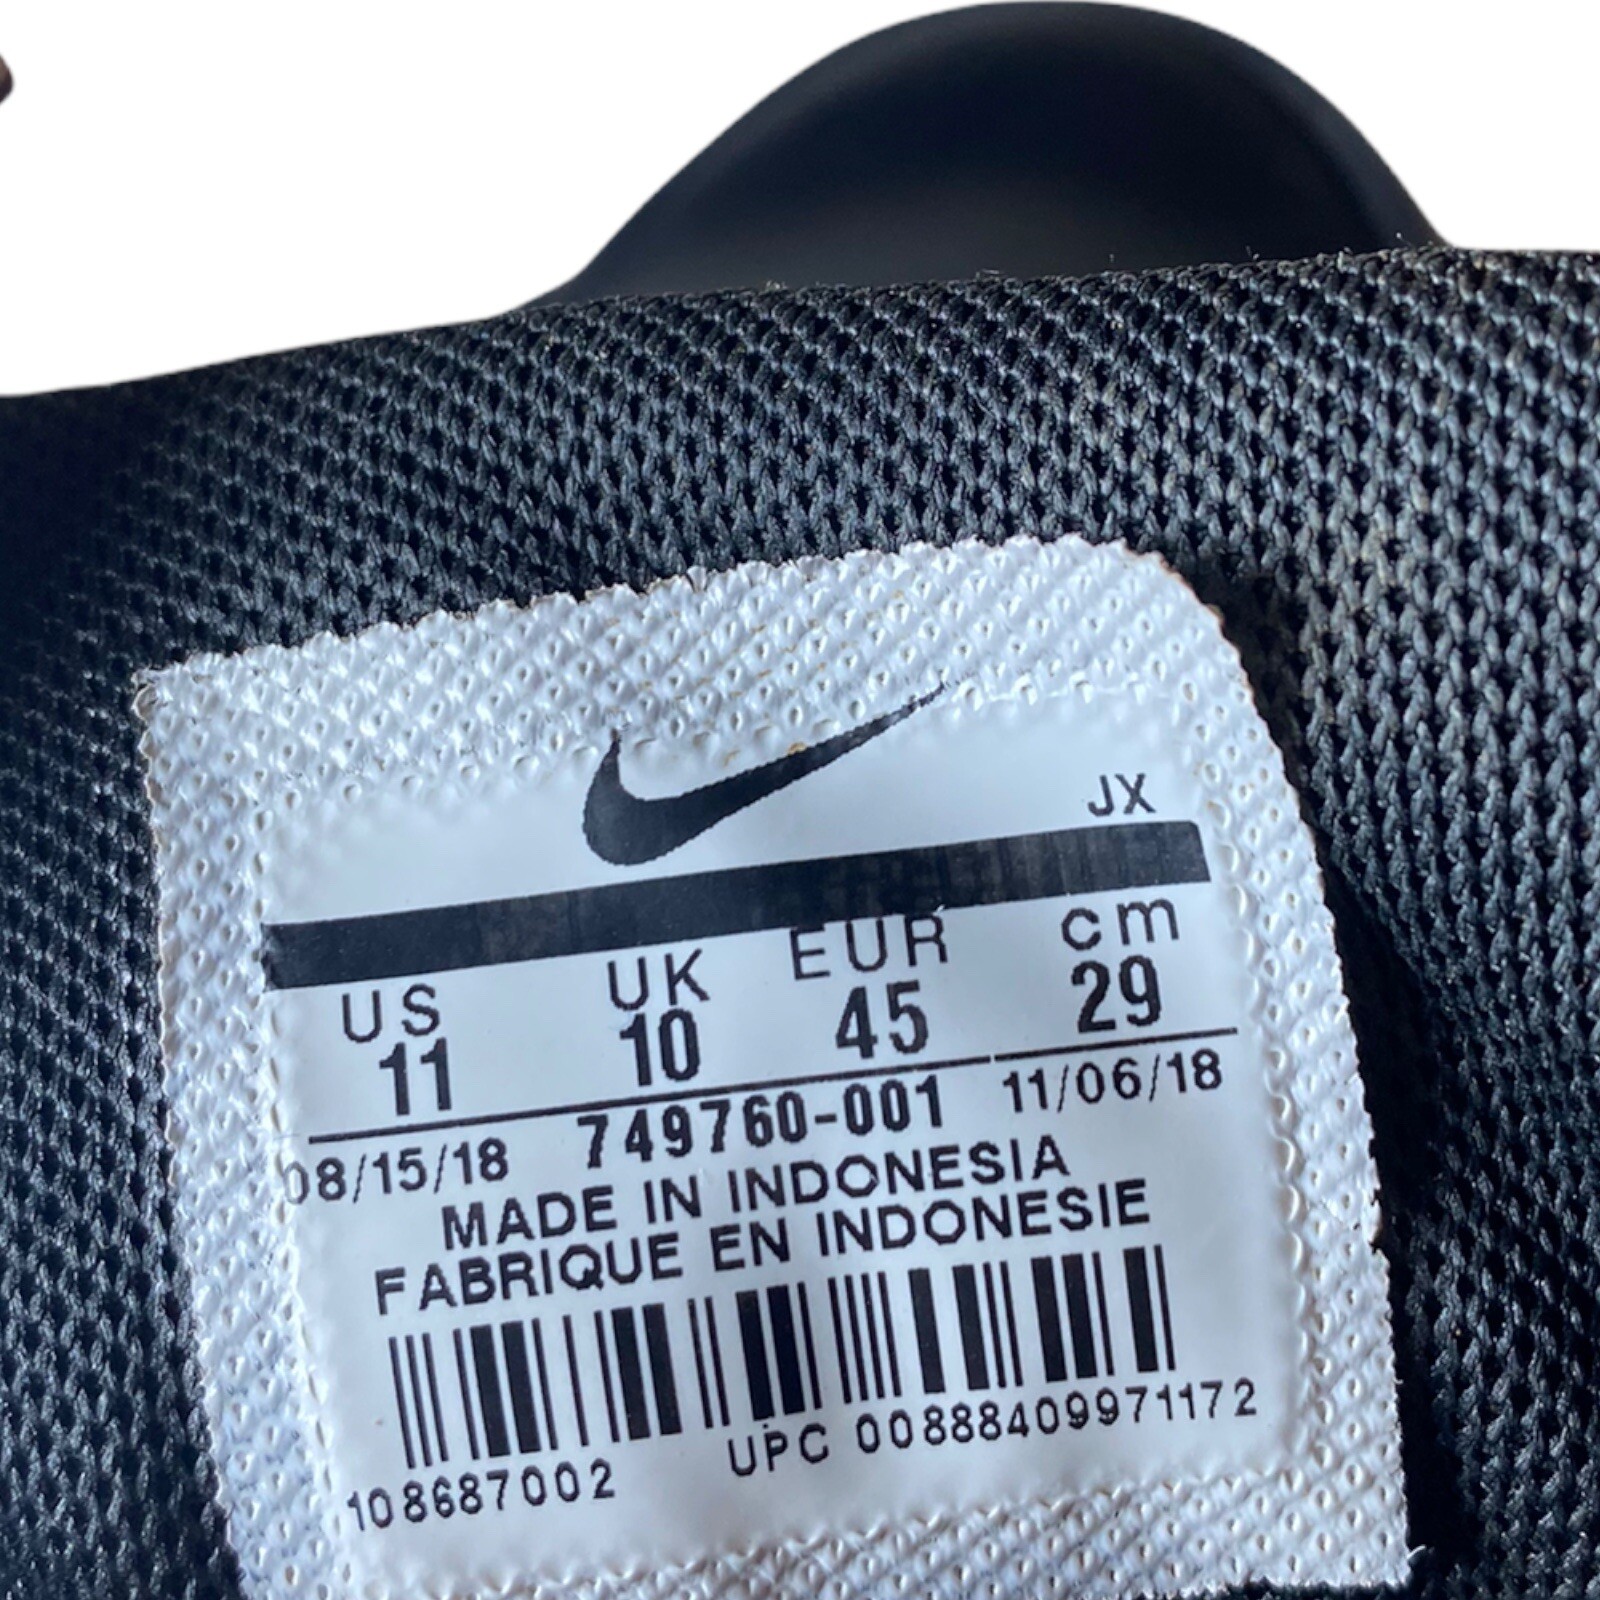 JX
US UK EUR cm
11 10 45 29
08/15/18 749760-001 11/06/18
MADE IN INDONESIA
FABRIQUE EN INDONESIE
108687002 UPC 00888409971172